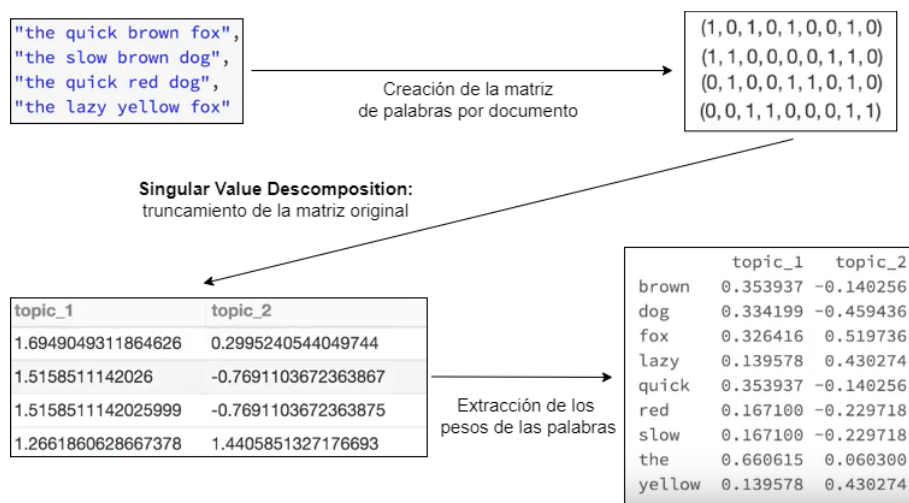 "the quick brown fox",
"the slow brown dog",
"the quick red dog",
"the lazy yellow fox"
Creación de la matriz
de palabras por documento
(1, 0, 1, 0, 1, 0, 0, 1, 0)
(1, 1, 0, 0, 0, 0, 1, 1, 0)
(0, 1, 0, 0, 1, 1, 0, 1, 0)
(0, 0, 1, 1, 0, 0, 0, 1, 1)
Singular Value Descomposition:
truncamiento de la matriz original
topic_1 topic_2
1.6949049311864626 0.2995240544049744
1.5158511142026 -0.7691103672363867
1.5158511142025999 -0.7691103672363875
1.2661860628667378 1.4405851327176693
Extracción de los
pesos de las palabras
topic_1 topic_2
brown 0.353937 -0.140256
dog 0.334199 -0.459436
fox 0.326416 0.519736
lazy 0.139578 0.430274
quick 0.353937 -0.140256
red 0.167100 -0.229718
slow 0.167100 -0.229718
the 0.660615 0.060300
yellow 0.139578 0.430274